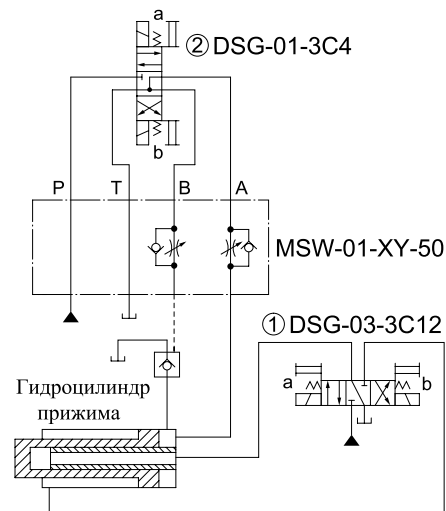 a
② DSG-01-3C4
b
P T B A
MSW-01-XY-50
① DSG-03-3C12
a b
Гидроцилиндр
прижима